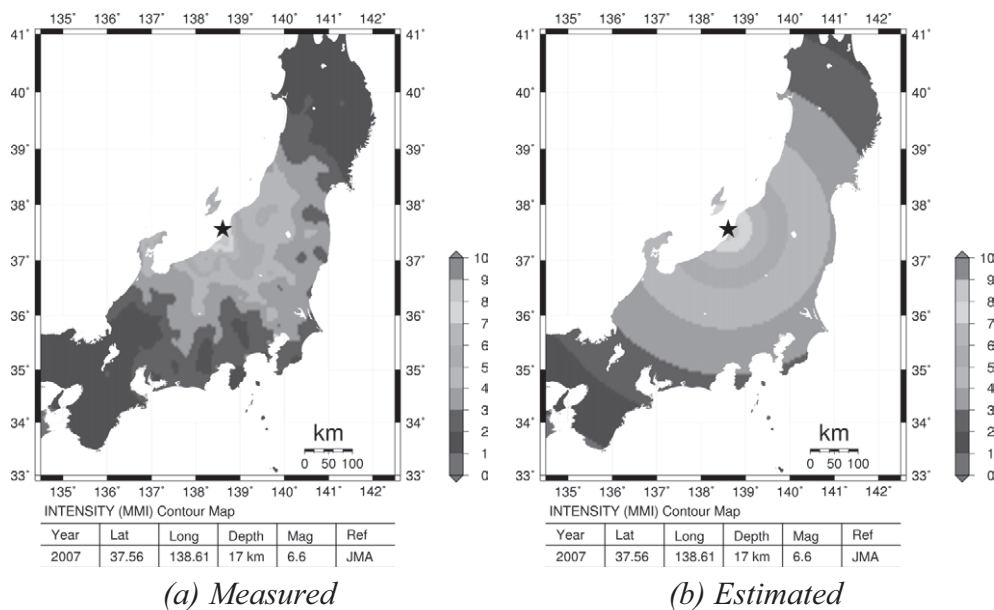 135° 136° 137° 138° 139° 140° 141° 142°
41° 41°
40° 40°
39° 39°
38° 38°
37° 37°
36° 36°
35° 35°
34° 34°
33° 33°
135° 136° 137° 138° 139° 140° 141° 142°
km
0 50 100
10
9
8
7
6
5
4
3
2
1
0
INTENSITY (MMI) Contour Map
Year Lat Long Depth Mag Ref
2007 37.56 138.61 17 km 6.6 JMA
(a) Measured
135° 136° 137° 138° 139° 140° 141° 142°
41° 41°
40° 40°
39° 39°
38° 38°
37° 37°
36° 36°
35° 35°
34° 34°
33° 33°
135° 136° 137° 138° 139° 140° 141° 142°
km
0 50 100
10
9
8
7
6
5
4
3
2
1
0
INTENSITY (MMI) Contour Map
Year Lat Long Depth Mag Ref
2007 37.56 138.61 17 km 6.6 JMA
(b) Estimated